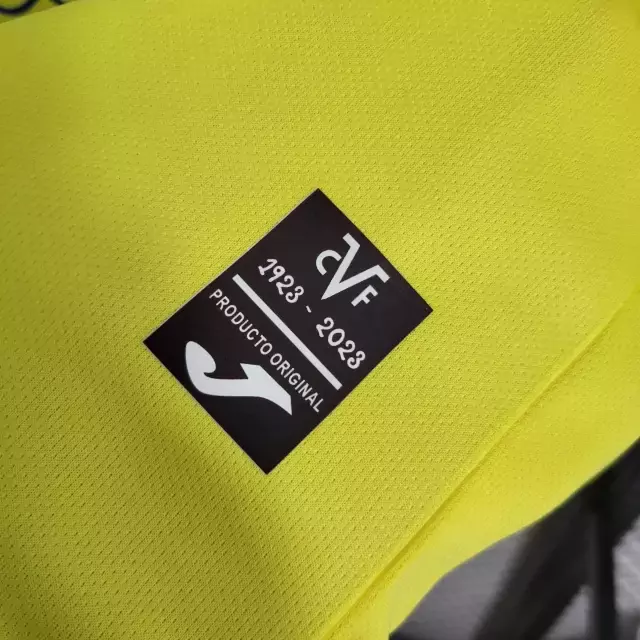 CVF
1923 - 2023
PRODUCTO ORIGINAL